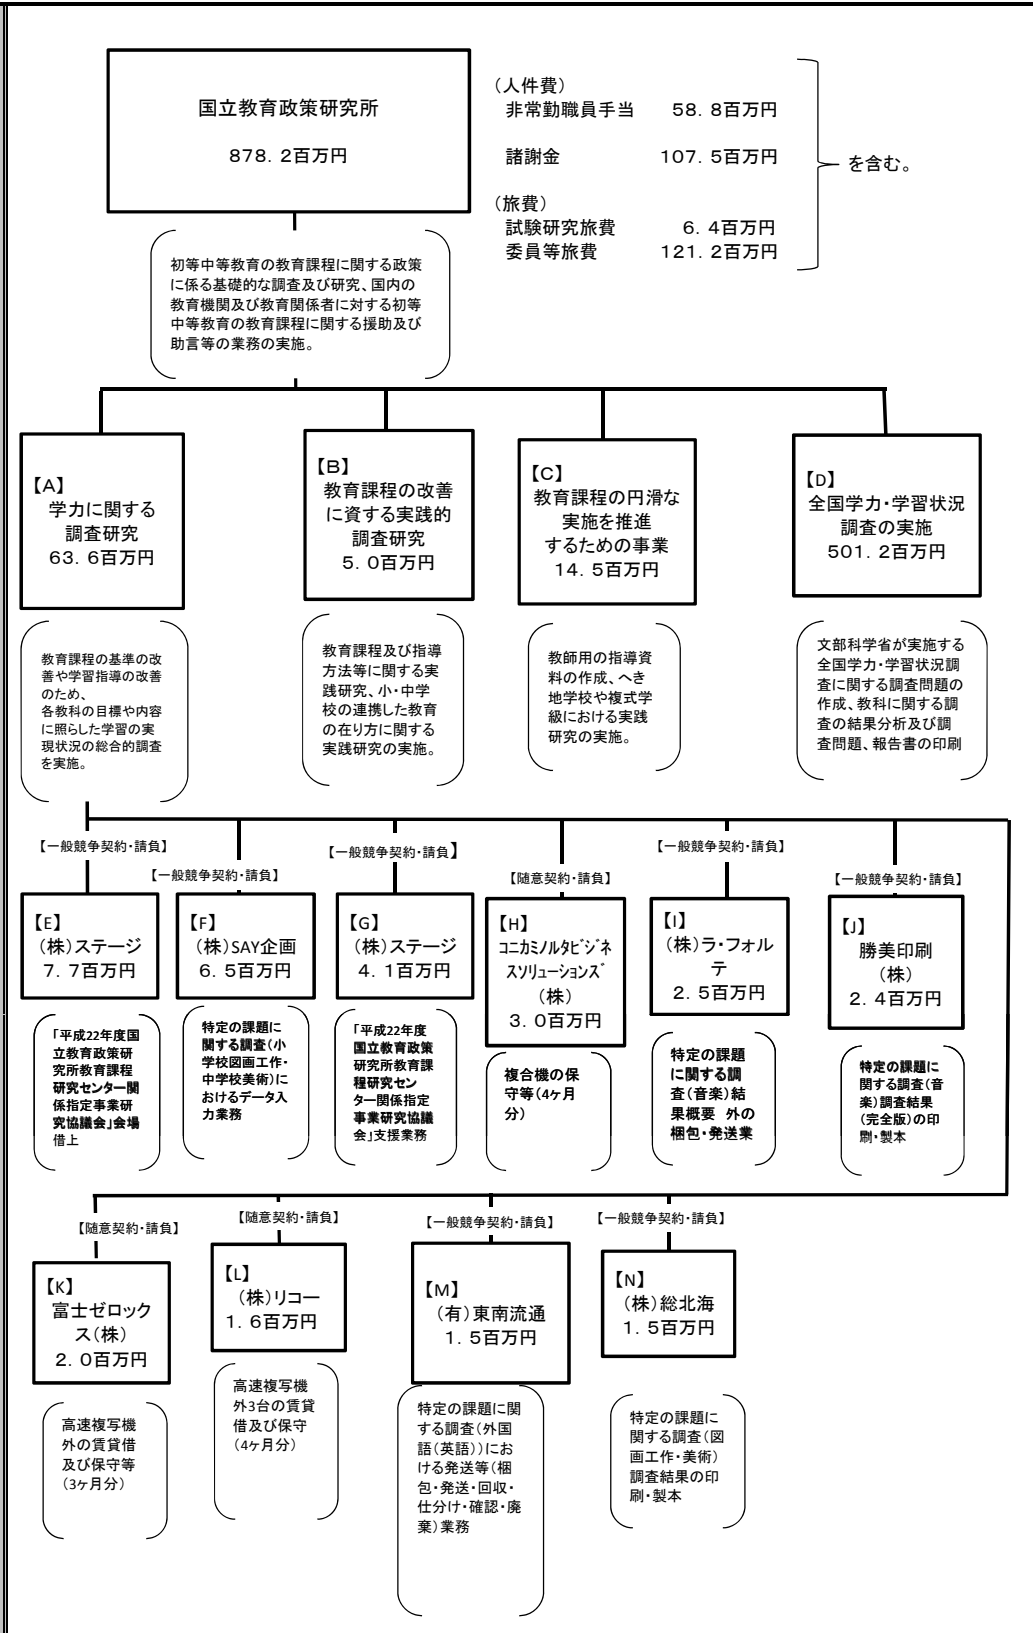 国立教育政策研究所
878．2百万円
（人件費）
非常勤職員手当　58．8百万円
諸謝金　107．5百万円
（旅費）
試験研究旅費　6．4百万円
委員等旅費　121．2百万円
を含む。
初等中等教育の教育課程に関する政策
に係る基礎的な調査及び研究、国内の
教育機関及び教育関係者に対する初等
中等教育の教育課程に関する援助及び
助言等の業務の実施。
【A】
学力に関する
調査研究
63．6百万円
【B】
教育課程の改善
に資する実践的
調査研究
5．0百万円
【C】
教育課程の円滑な
実施を推進
するための事業
14．5百万円
【D】
全国学力・学習状況
調査の実施
501．2百万円
教育課程の基準の改
善や学習指導の改善
のため、
各教科の目標や内容
に照らした学習の実
現状況の総合的調査
を実施。
教育課程及び指導
方法等に関する実
践研究、小・中学
校の連携した教育
の在り方に関する
実践研究の実施。
教師用の指導資
料の作成、へき
地学校や複式学
級における実践
研究の実施。
文部科学省が実施する
全国学力・学習状況調
査に関する調査問題の
作成、教科に関する調
査の結果分析及び調
査問題、報告書の印刷
【一般競争契約・請負】
【E】
（株）ステージ
7．7百万円
「平成22年度国
立教育政策研
究所教育課程
研究センター関
係指定事業研
究協議会」会場
借上
【一般競争契約・請負】
【F】
（株）SAY企画
6．5百万円
特定の課題に
関する調査（小
学校図画工作・
中学校美術）に
おけるデータ入
力業務
【一般競争契約・請負】
【G】
（株）ステージ
4．1百万円
「平成22年度
国立教育政策
研究所教育課
程研究セン
ター関係指定
事業研究協議
会」支援業務
【随意契約・請負】
【H】
ｺﾆｶﾐﾉﾙﾀﾋﾞｼﾞﾈ
ｽｿﾘｭｰｼｮﾝｽﾞ
（株）
3．0百万円
複合機の保
守等（4ヶ月
分）
【一般競争契約・請負】
【I】
（株）ラ・フォル
テ
2．5百万円
特定の課題
に関する調
査（音楽）結
果概要　外の
梱包・発送業
【一般競争契約・請負】
【J】
勝美印刷
（株）
2．4百万円
特定の課題に
関する調査（音
楽）調査結果
（完全版）の印
刷・製本
【随意契約・請負】
【K】
富士ゼロック
ス（株）
2．0百万円
高速複写機
外の賃貸借
及び保守等
（3ヶ月分）
【随意契約・請負】
【L】
（株）リコー
1．6百万円
高速複写機
外3台の賃貸
借及び保守
（4ヶ月分）
【一般競争契約・請負】
【M】
（有）東南流通
1．5百万円
特定の課題に関
する調査（外国
語（英語））にお
ける発送等（梱
包・発送・回収・
仕分け・確認・廃
棄）業務
【一般競争契約・請負】
【N】
（株）総北海
1．5百万円
特定の課題に
関する調査（図
画工作・美術）
調査結果の印
刷・製本